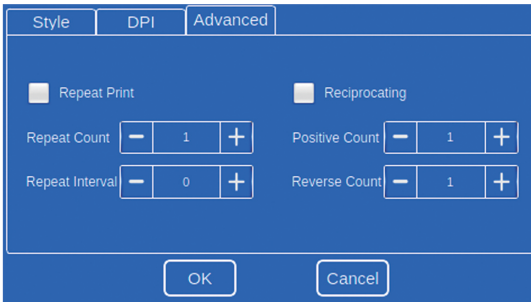 Style DPI Advanced
Repeat Print Reciprocating
Repeat Count - 1 + Positive Count - 1 +
Repeat Interval - 0 + Reverse Count - 1 +
OK Cancel